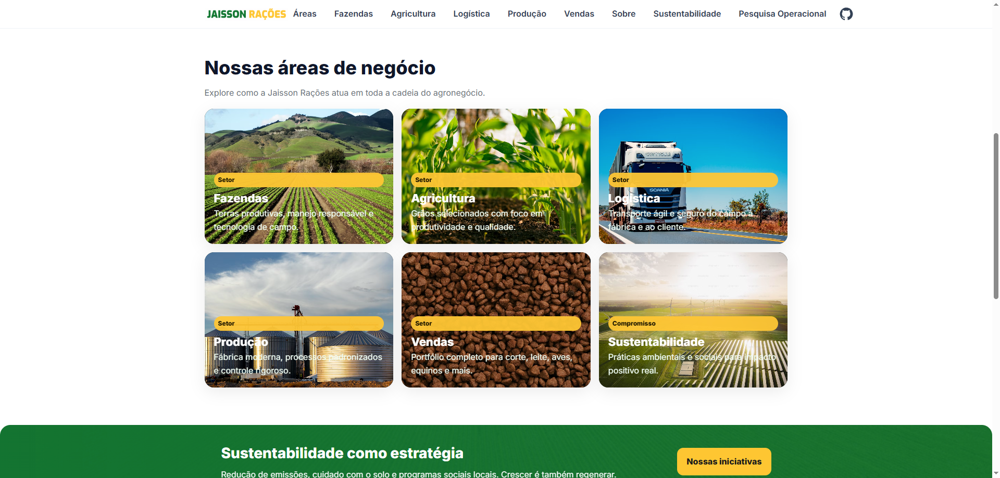 JAISSON RAÇÕES Áreas Fazendas Agricultura Logística Produção Vendas Sobre Sustentabilidade Pesquisa Operacional
Nossas áreas de negócio
Explore como a Jaisson Rações atua em toda a cadeia do agronegócio.
Setor
Fazendas
Terras produtivas, manejo responsável e
tecnologia de campo.
Setor
Agricultura
Grãos selecionados com foco em
produtividade e qualidade.
SCANIA
Setor
Logística
Transporte ágil e seguro do campo à
fábrica e ao cliente.
Setor
Produção
Fábrica moderna, processos padronizados
e controle rigoroso.
Setor
Vendas
Portfólio completo para corte, leite, aves,
equinos e mais.
Compromisso
Sustentabilidade
Práticas ambientais e sociais para impacto
positivo real.
Sustentabilidade como estratégia
Redução de emissões, cuidado com o solo e programas sociais locais. Crescer é também regenerar.
Nossas iniciativas